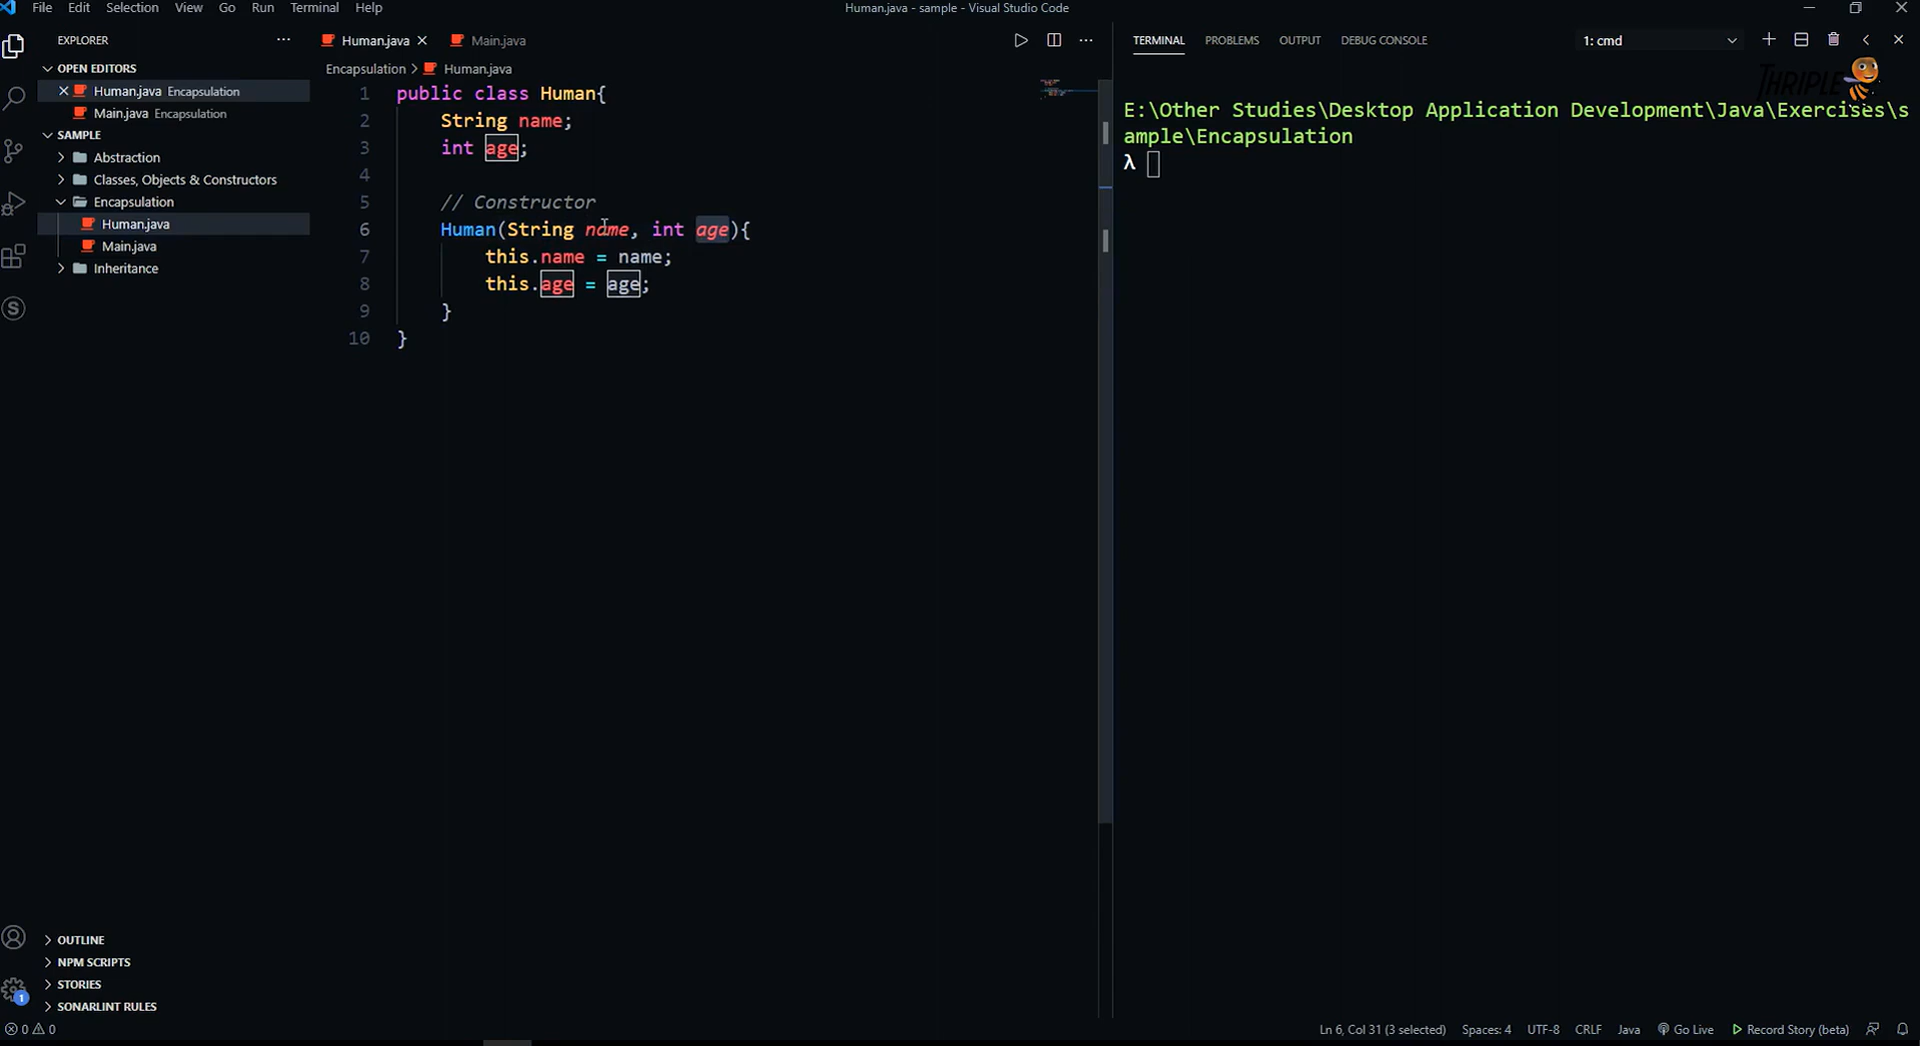 File Edit Selection View Go Run Terminal Help
Human.java - sample - Visual Studio Code
EXPLORER
OPEN EDITORS
Human.java Encapsulation
Main.java Encapsulation
SAMPLE
Abstraction
Classes, Objects & Constructors
Encapsulation
Human.java
Main.java
Inheritance
OUTLINE
NPM SCRIPTS
STORIES
SONARLINT RULES
Human.java
Main.java
Encapsulation > Human.java
1 public class Human{
2 String name;
3 int age;
4
5 // Constructor
6 Human(String name, int age){
7 this.name = name;
8 this.age = age;
9 }
10 }
TERMINAL PROBLEMS OUTPUT DEBUG CONSOLE
1: cmd
THRIPLE
E:\Other Studies\Desktop Application Development\Java\Exercises\s
ample\Encapsulation
λ
1
0 0
Ln 6, Col 31 (3 selected) Spaces: 4 UTF-8 CRLF Java Go Live Record Story (beta)